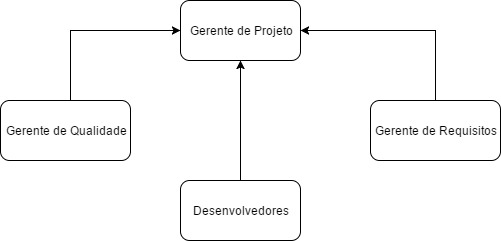 Gerente de Projeto
Gerente de Qualidade
Gerente de Requisitos
Desenvolvedores